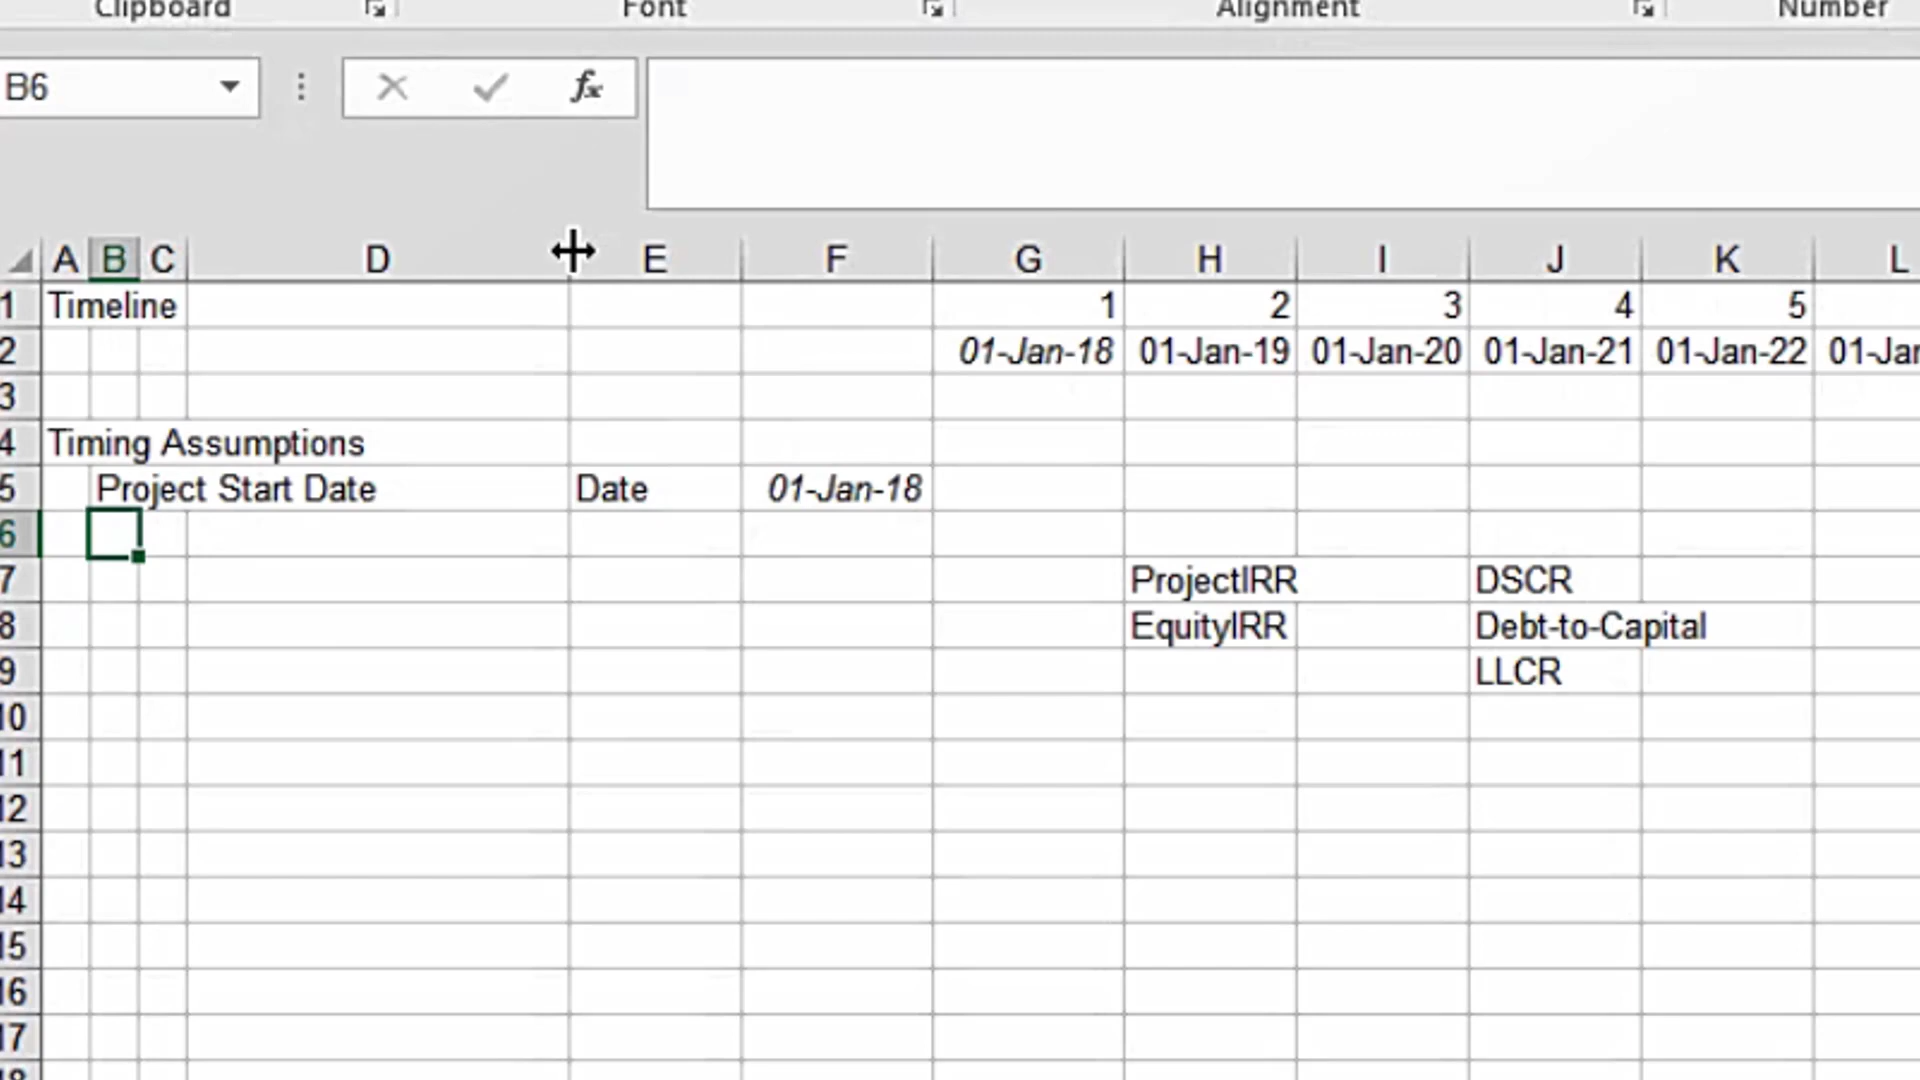 Clipboard Font Alignment Number
B6 fx
A B C D E F G H I J K L
1 Timeline 1 2 3 4 5
2 01-Jan-18 01-Jan-19 01-Jan-20 01-Jan-21 01-Jan-22 01-Jan
3
4 Timing Assumptions
5 Project Start Date Date 01-Jan-18
6
7 ProjectIRR DSCR
8 EquityIRR Debt-to-Capital
9 LLCR
10
11
12
13
14
15
16
17
18